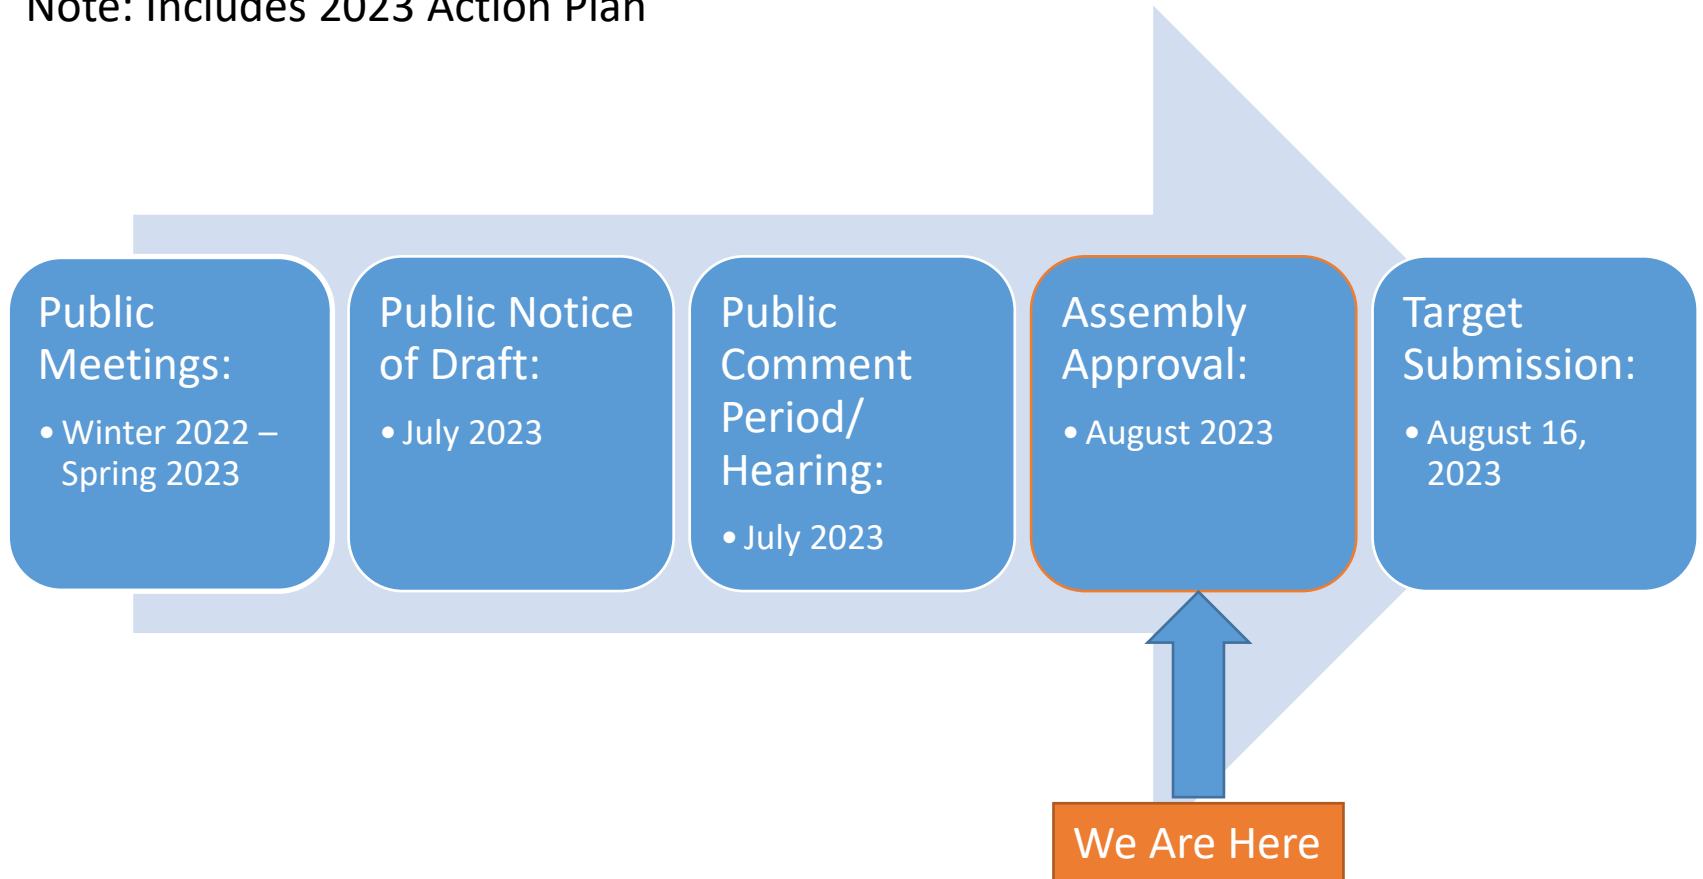 Note: Includes 2023 Action Plan
Public
Meetings:
• Winter 2022 –
Spring 2023
Public Notice
of Draft:
• July 2023
Public
Comment
Period/
Hearing:
• July 2023
Assembly
Approval:
• August 2023
Target
Submission:
• August 16,
2023
We Are Here